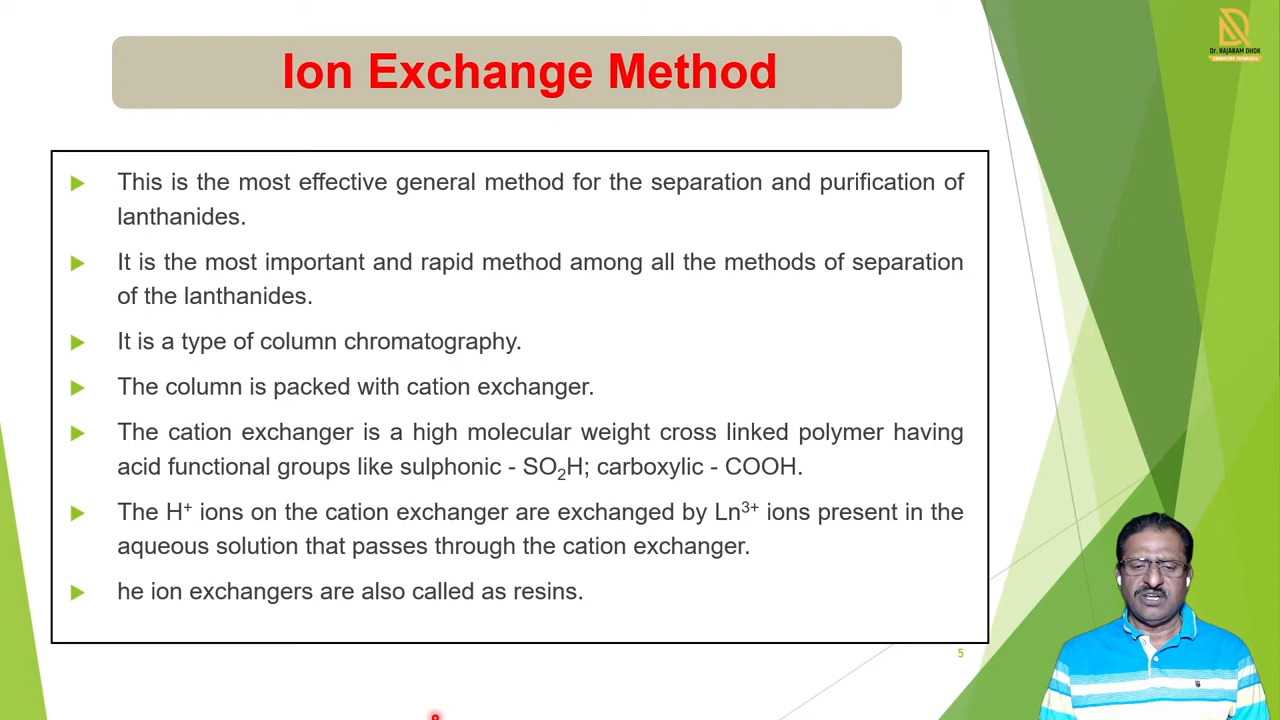 Dr. RAJARAM DHOK
CHEMISTRY TUTORIALS
Ion Exchange Method
This is the most effective general method for the separation and purification of
lanthanides.
It is the most important and rapid method among all the methods of separation
of the lanthanides.
It is a type of column chromatography.
The column is packed with cation exchanger.
The cation exchanger is a high molecular weight cross linked polymer having
acid functional groups like sulphonic - SO₂H; carboxylic - COOH.
The H⁺ ions on the cation exchanger are exchanged by Ln³⁺ ions present in the
aqueous solution that passes through the cation exchanger.
he ion exchangers are also called as resins.
5